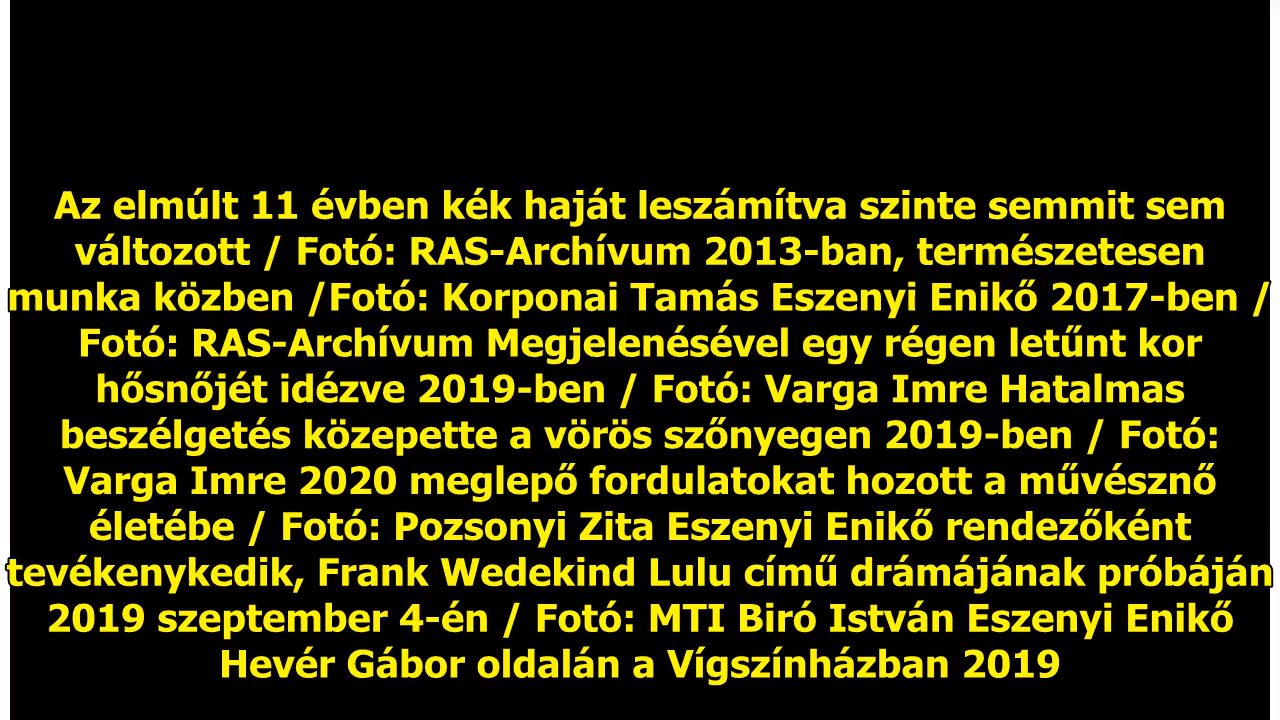 Az elmúlt 11 évben kék haját leszámítva szinte semmit sem
változott / Fotó: RAS-Archívum 2013-ban, természetesen
munka közben /Fotó: Korponai Tamás Eszenyi Enikő 2017-ben /
Fotó: RAS-Archívum Megjelenésével egy régen letűnt kor
hősnőjét idézve 2019-ben / Fotó: Varga Imre Hatalmas
beszélgetés közepette a vörös szőnyegen 2019-ben / Fotó:
Varga Imre 2020 meglepő fordulatokat hozott a művésznő
életébe / Fotó: Pozsonyi Zita Eszenyi Enikő rendezőként
tevékenykedik, Frank Wedekind Lulu című drámájának próbáján
2019 szeptember 4-én / Fotó: MTI Biró István Eszenyi Enikő
Hevér Gábor oldalán a Vígszínházban 2019